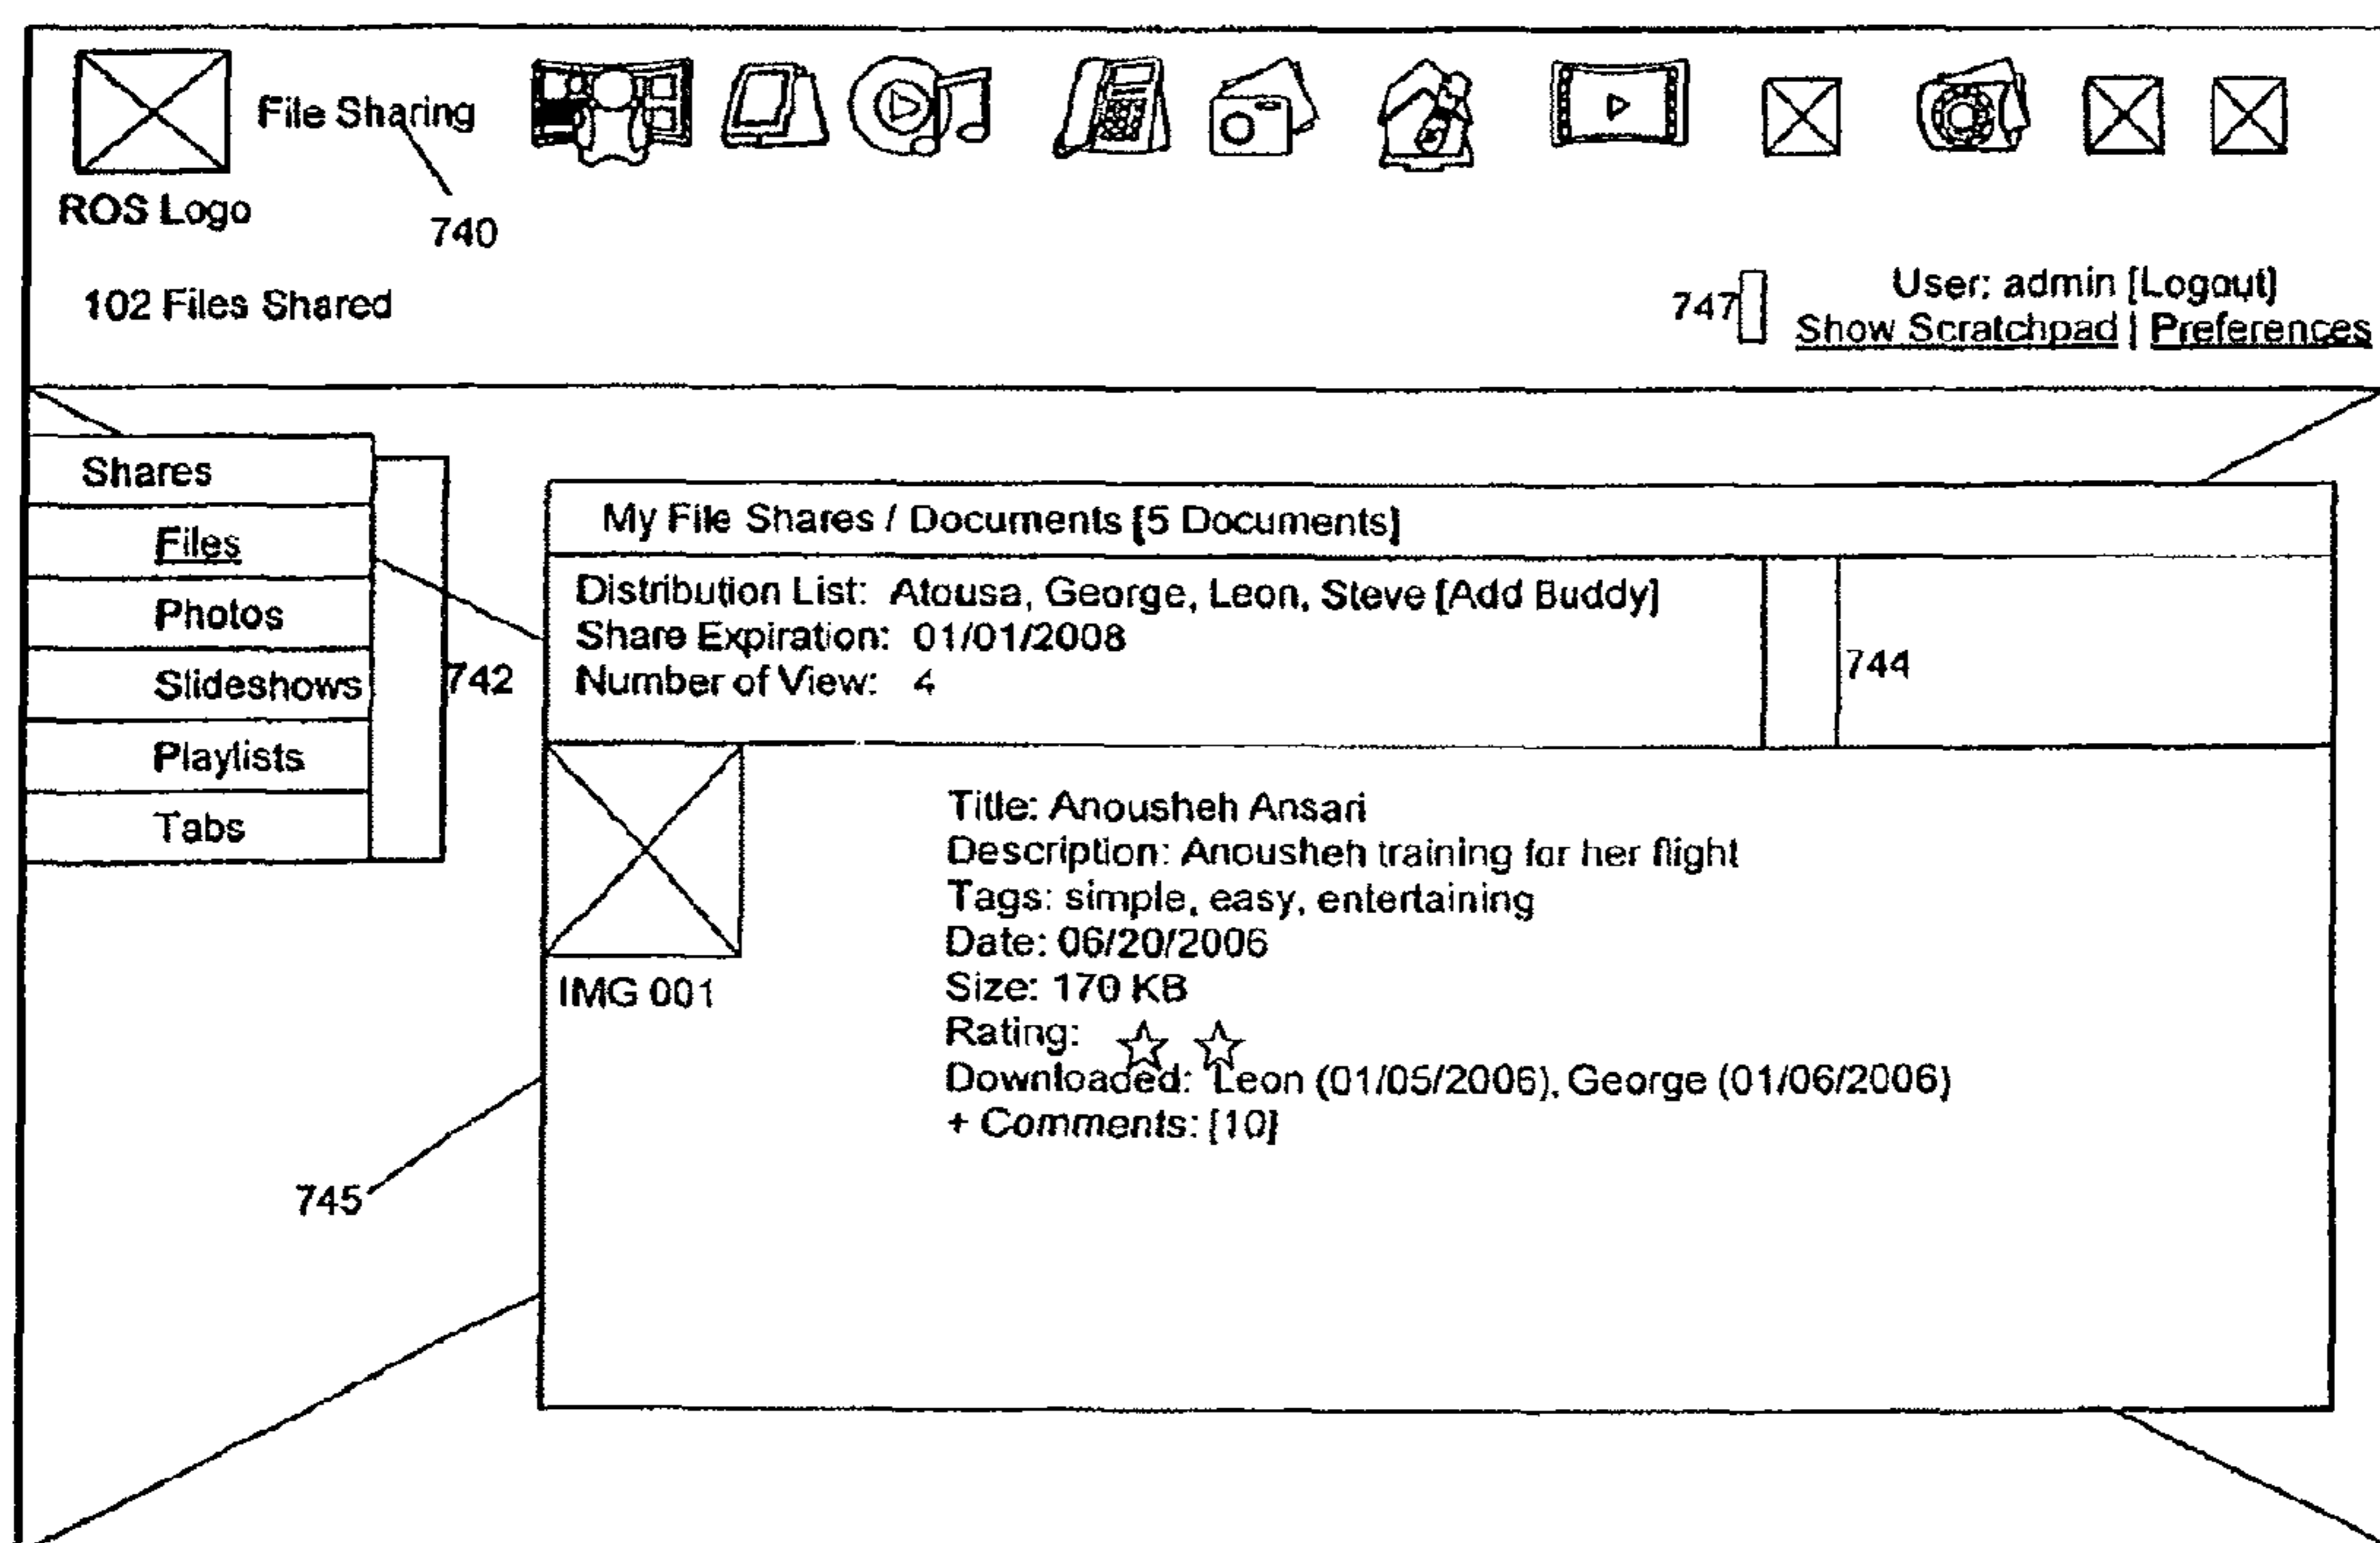 File Sharing
ROS Logo
740
102 Files Shared
747
User: admin [Logout]
Show Scratchpad | Preferences
Shares
Files
Photos
Slideshows
Playlists
Tabs
742
My File Shares / Documents [5 Documents]
Distribution List: Atousa, George, Leon, Steve [Add Buddy]
Share Expiration: 01/01/2008
Number of View: 4
744
IMG 001
Title: Anousheh Ansari
Description: Anousheh training for her flight
Tags: simple, easy, entertaining
Date: 06/20/2006
Size: 170 KB
Rating:
Downloaded: Leon (01/05/2006), George (01/06/2006)
+ Comments: [10]
745